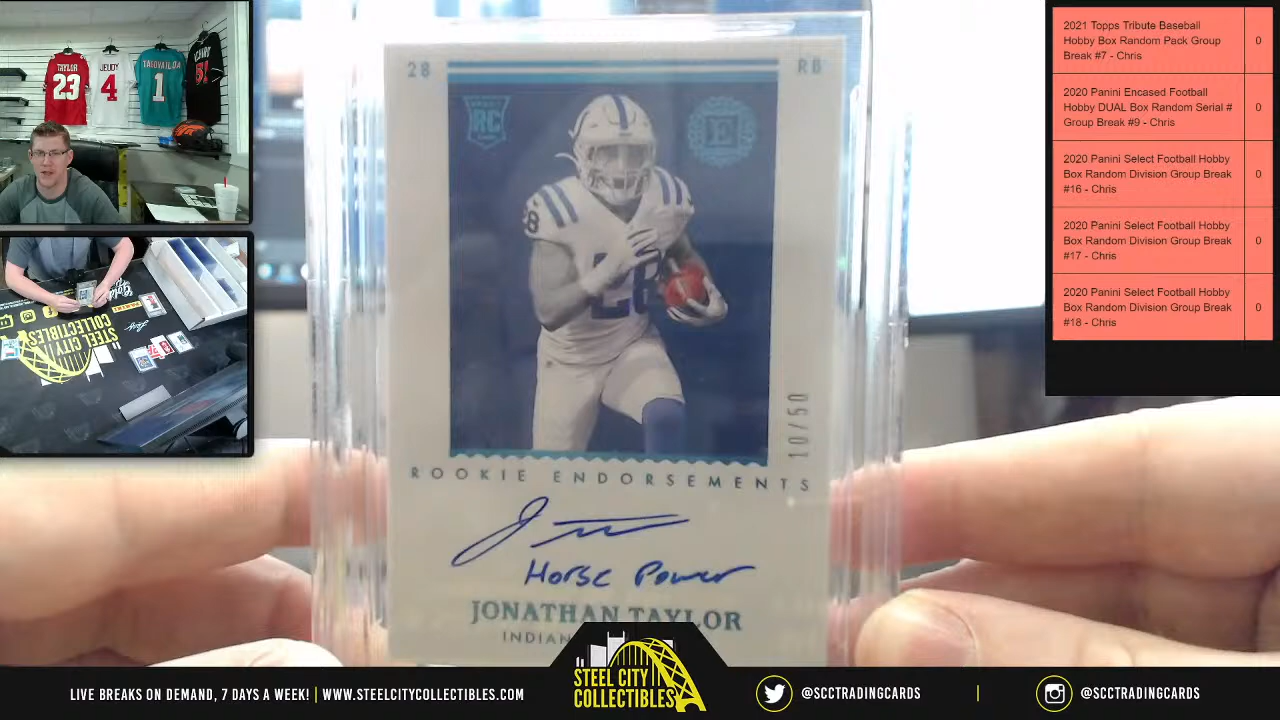 TAYLOR
23
JEUDY
4
TAGOVAILOA
1
ICHIRO
51
STEEL CITY
COLLECTIBLES
28
RB
RC
E
28
10/50
ROOKIE ENDORSEMENTS
Horse Power
JONATHAN TAYLOR
INDIAN
2021 Topps Tribute Baseball
Hobby Box Random Pack Group
Break #7 - Chris
0
2020 Panini Encased Football
Hobby DUAL Box Random Serial #
Group Break #9 - Chris
0
2020 Panini Select Football Hobby
Box Random Division Group Break
#16 - Chris
0
2020 Panini Select Football Hobby
Box Random Division Group Break
#17 - Chris
0
2020 Panini Select Football Hobby
Box Random Division Group Break
#18 - Chris
0
LIVE BREAKS ON DEMAND, 7 DAYS A WEEK! | WWW.STEELCITYCOLLECTIBLES.COM
STEEL CITY
COLLECTIBLES
@SCCTRADINGCARDS
@SCCTRADINGCARDS